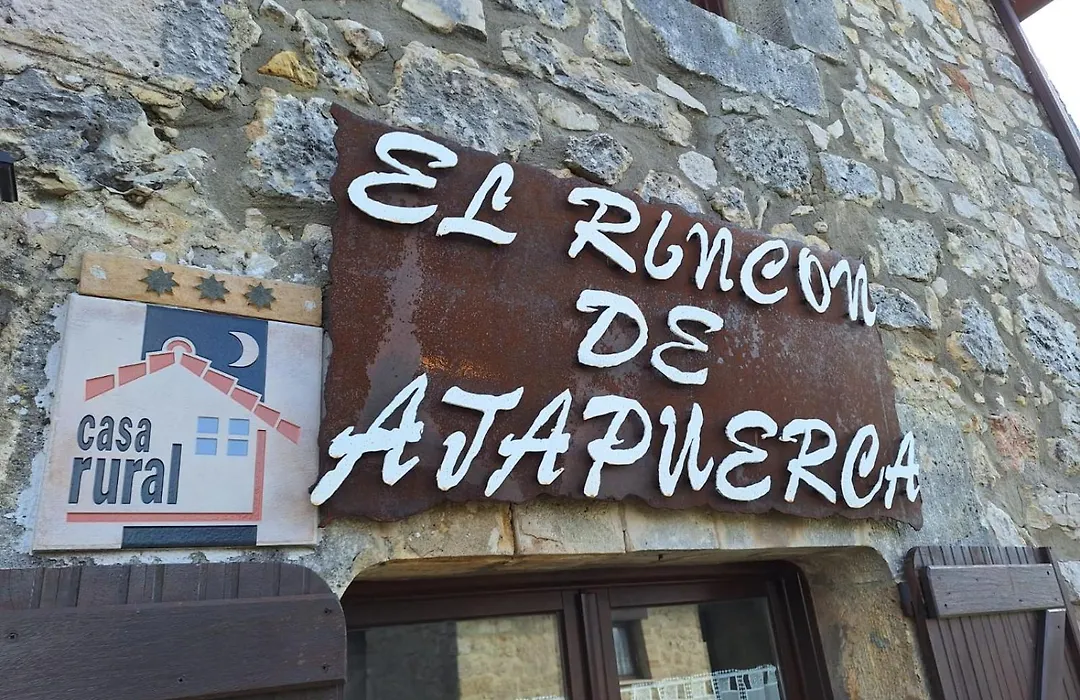 EL RINCON
DE
ATAPUERCA
casa
rural